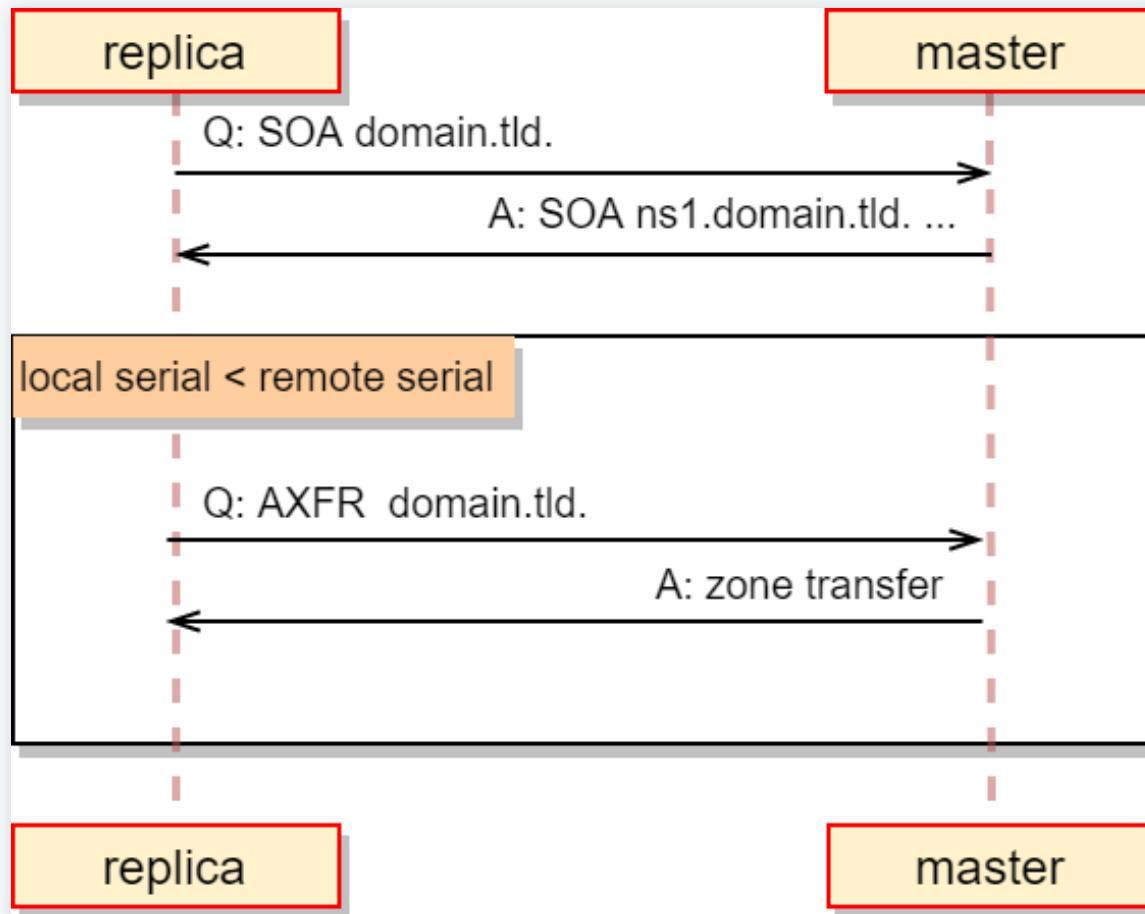 replica
master
Q: SOA domain.tld.
A: SOA ns1.domain.tld. ...
local serial < remote serial
Q: AXFR domain.tld.
A: zone transfer
replica
master